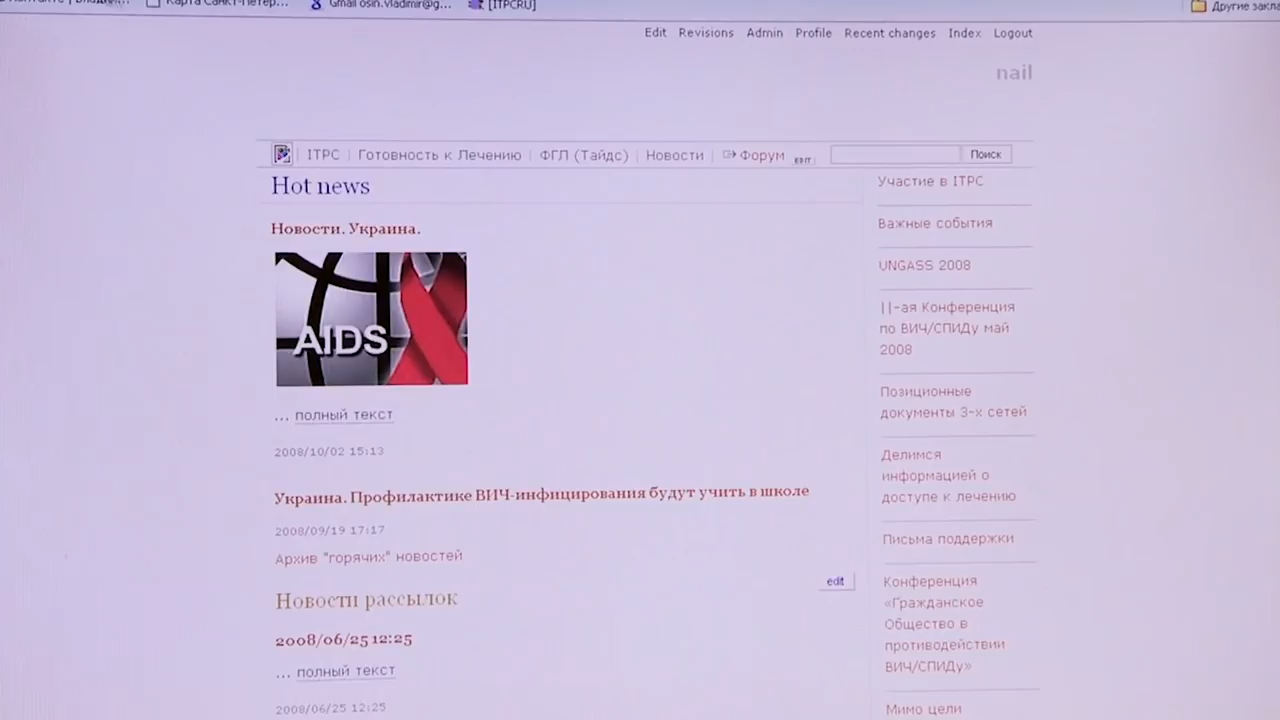 Карта Санкт-Петер...
Gmail osin.vladimir@g...
[ITPCRU]
Другие закла
Edit Revisions Admin Profile Recent changes Index Logout
nail
ITPC | Готовность к Лечению | ФГЛ (Тайдс) | Новости | Форум EDIT Поиск
Hot news
Новости. Украина.
AIDS
... полный текст
2008/10/02 15:13
Украина. Профилактике ВИЧ-инфицирования будут учить в школе
2008/09/19 17:17
Архив "горячих" новостей
edit
Новости рассылок
2008/06/25 12:25
... полный текст
2008/06/25 12:25
Участие в ITPC
Важные события
UNGASS 2008
||-ая Конференция
по ВИЧ/СПИДу май
2008
Позиционные
документы 3-х сетей
Делимся
информацией о
доступе к лечению
Письма поддержки
Конференция
«Гражданское
Общество в
противодействии
ВИЧ/СПИДу»
Мимо цели